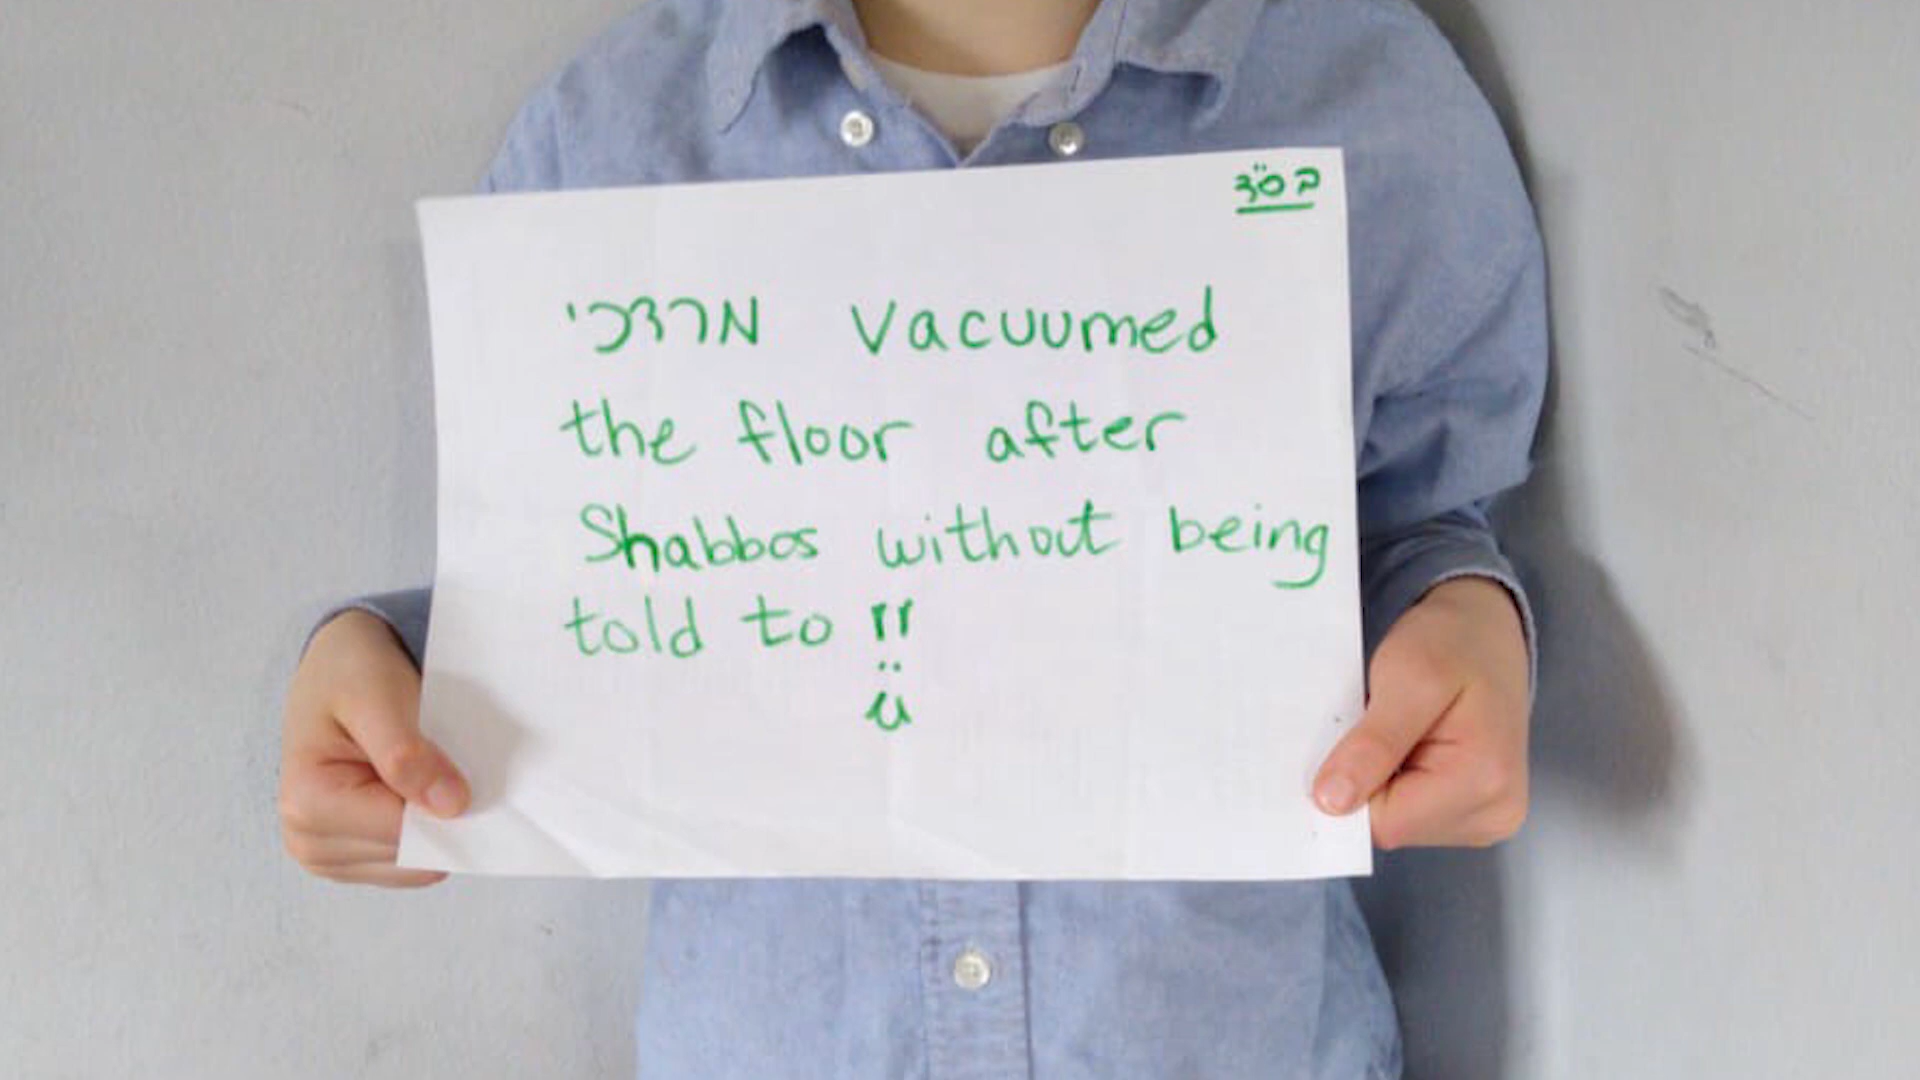 בס"ד
מרדכי vacuumed
the floor after
Shabbos without being
told to !!